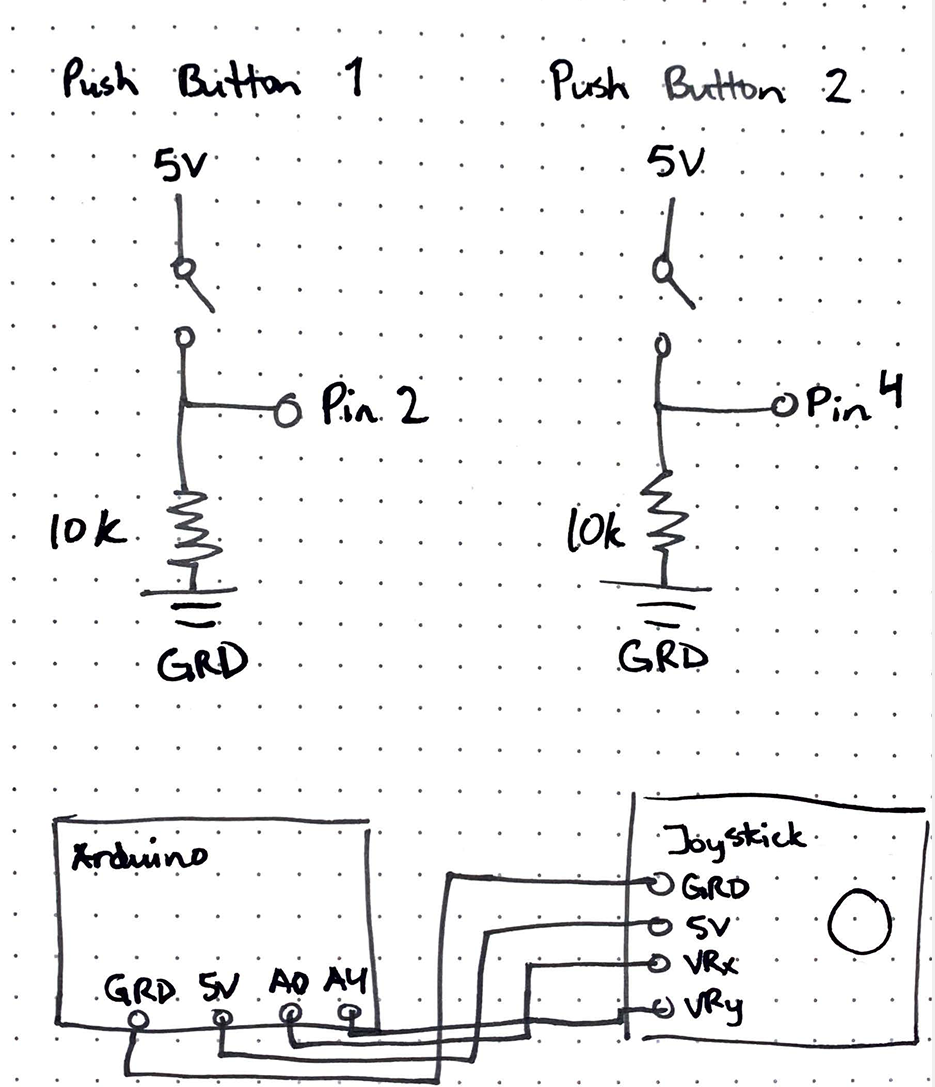 Push Button 1
Push Button 2
5V
5V
Pin 2
Pin 4
10k
10k
GRD
GRD
Arduino
GRD 5V A0 A4
Joystick
GRD
5V
VRx
VRy